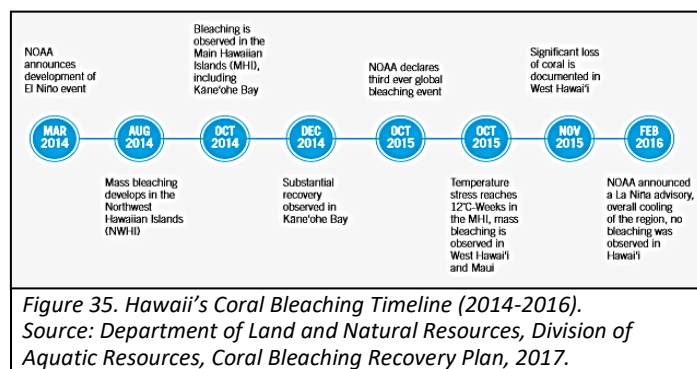 NOAA
announces
development of
El Niño event
MAR
2014
AUG
2014
Mass bleaching
develops in the
Northwest
Hawaiian Islands
(NWHI)
Bleaching is
observed in the
Main Hawaiian
Islands (MHI),
including
Kāne'ohe Bay
OCT
2014
DEC
2014
Substantial
recovery
observed in
Kāne'ohe Bay
NOAA declares
third ever global
bleaching event
OCT
2015
OCT
2015
Temperature
stress reaches
12°C-Weeks in
the MHI, mass
bleaching is
observed in
West Hawai'i
and Maui
Significant loss
of coral is
documented in
West Hawai'i
NOV
2015
FEB
2016
NOAA announced
a La Niña advisory,
overall cooling
of the region, no
bleaching was
observed in
Hawai'i
Figure 35. Hawaii's Coral Bleaching Timeline (2014-2016).
Source: Department of Land and Natural Resources, Division of
Aquatic Resources, Coral Bleaching Recovery Plan, 2017.